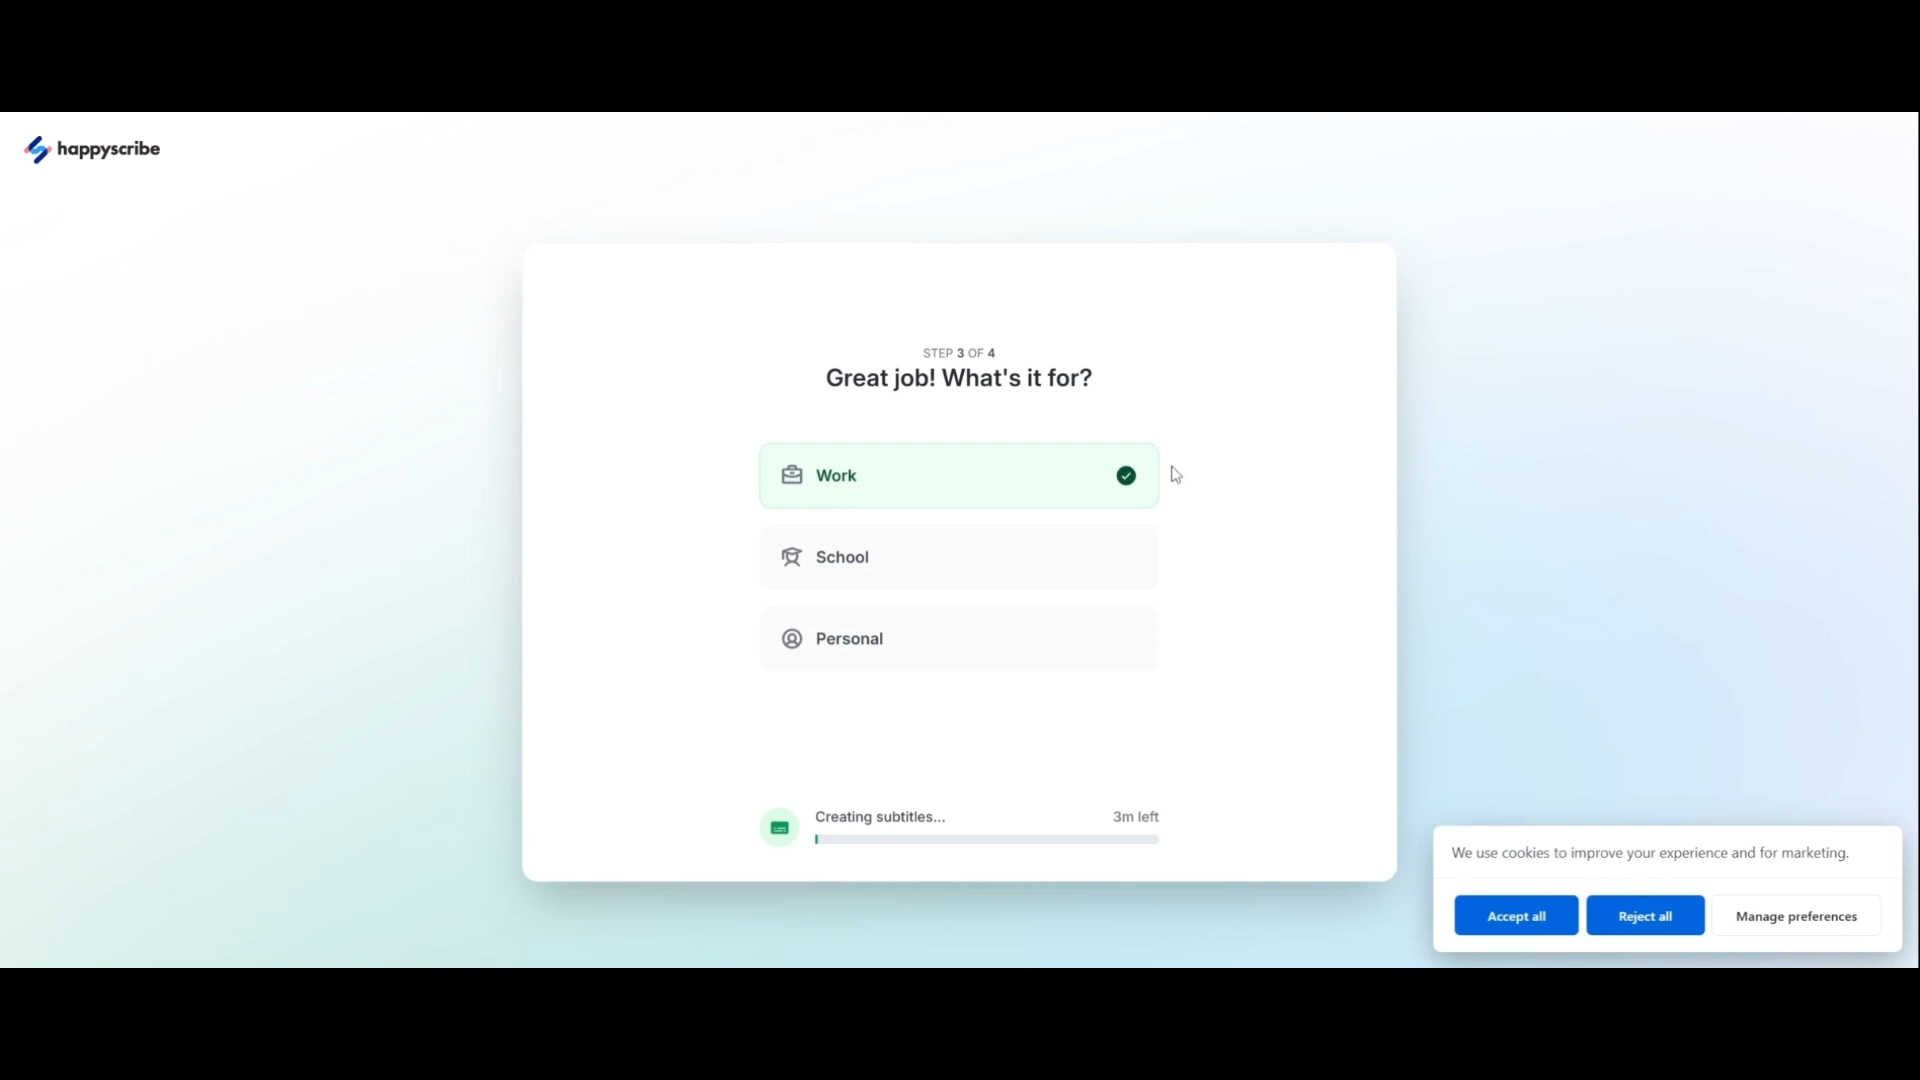 happyscribe
STEP 3 OF 4
Great job! What's it for?
Work
School
Personal
Creating subtitles...
3m left
We use cookies to improve your experience and for marketing.
Accept all
Reject all
Manage preferences